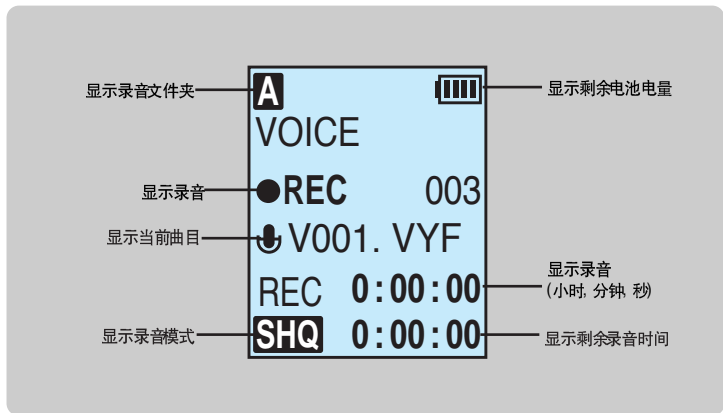 显示录音文件夹
A
显示剩余电池电量
VOICE
显示录音
●REC 003
显示当前曲目
V001. VYF
显示录音
(小时, 分钟, 秒)
REC 0:00:00
显示录音模式
SHQ 0:00:00
显示剩余录音时间